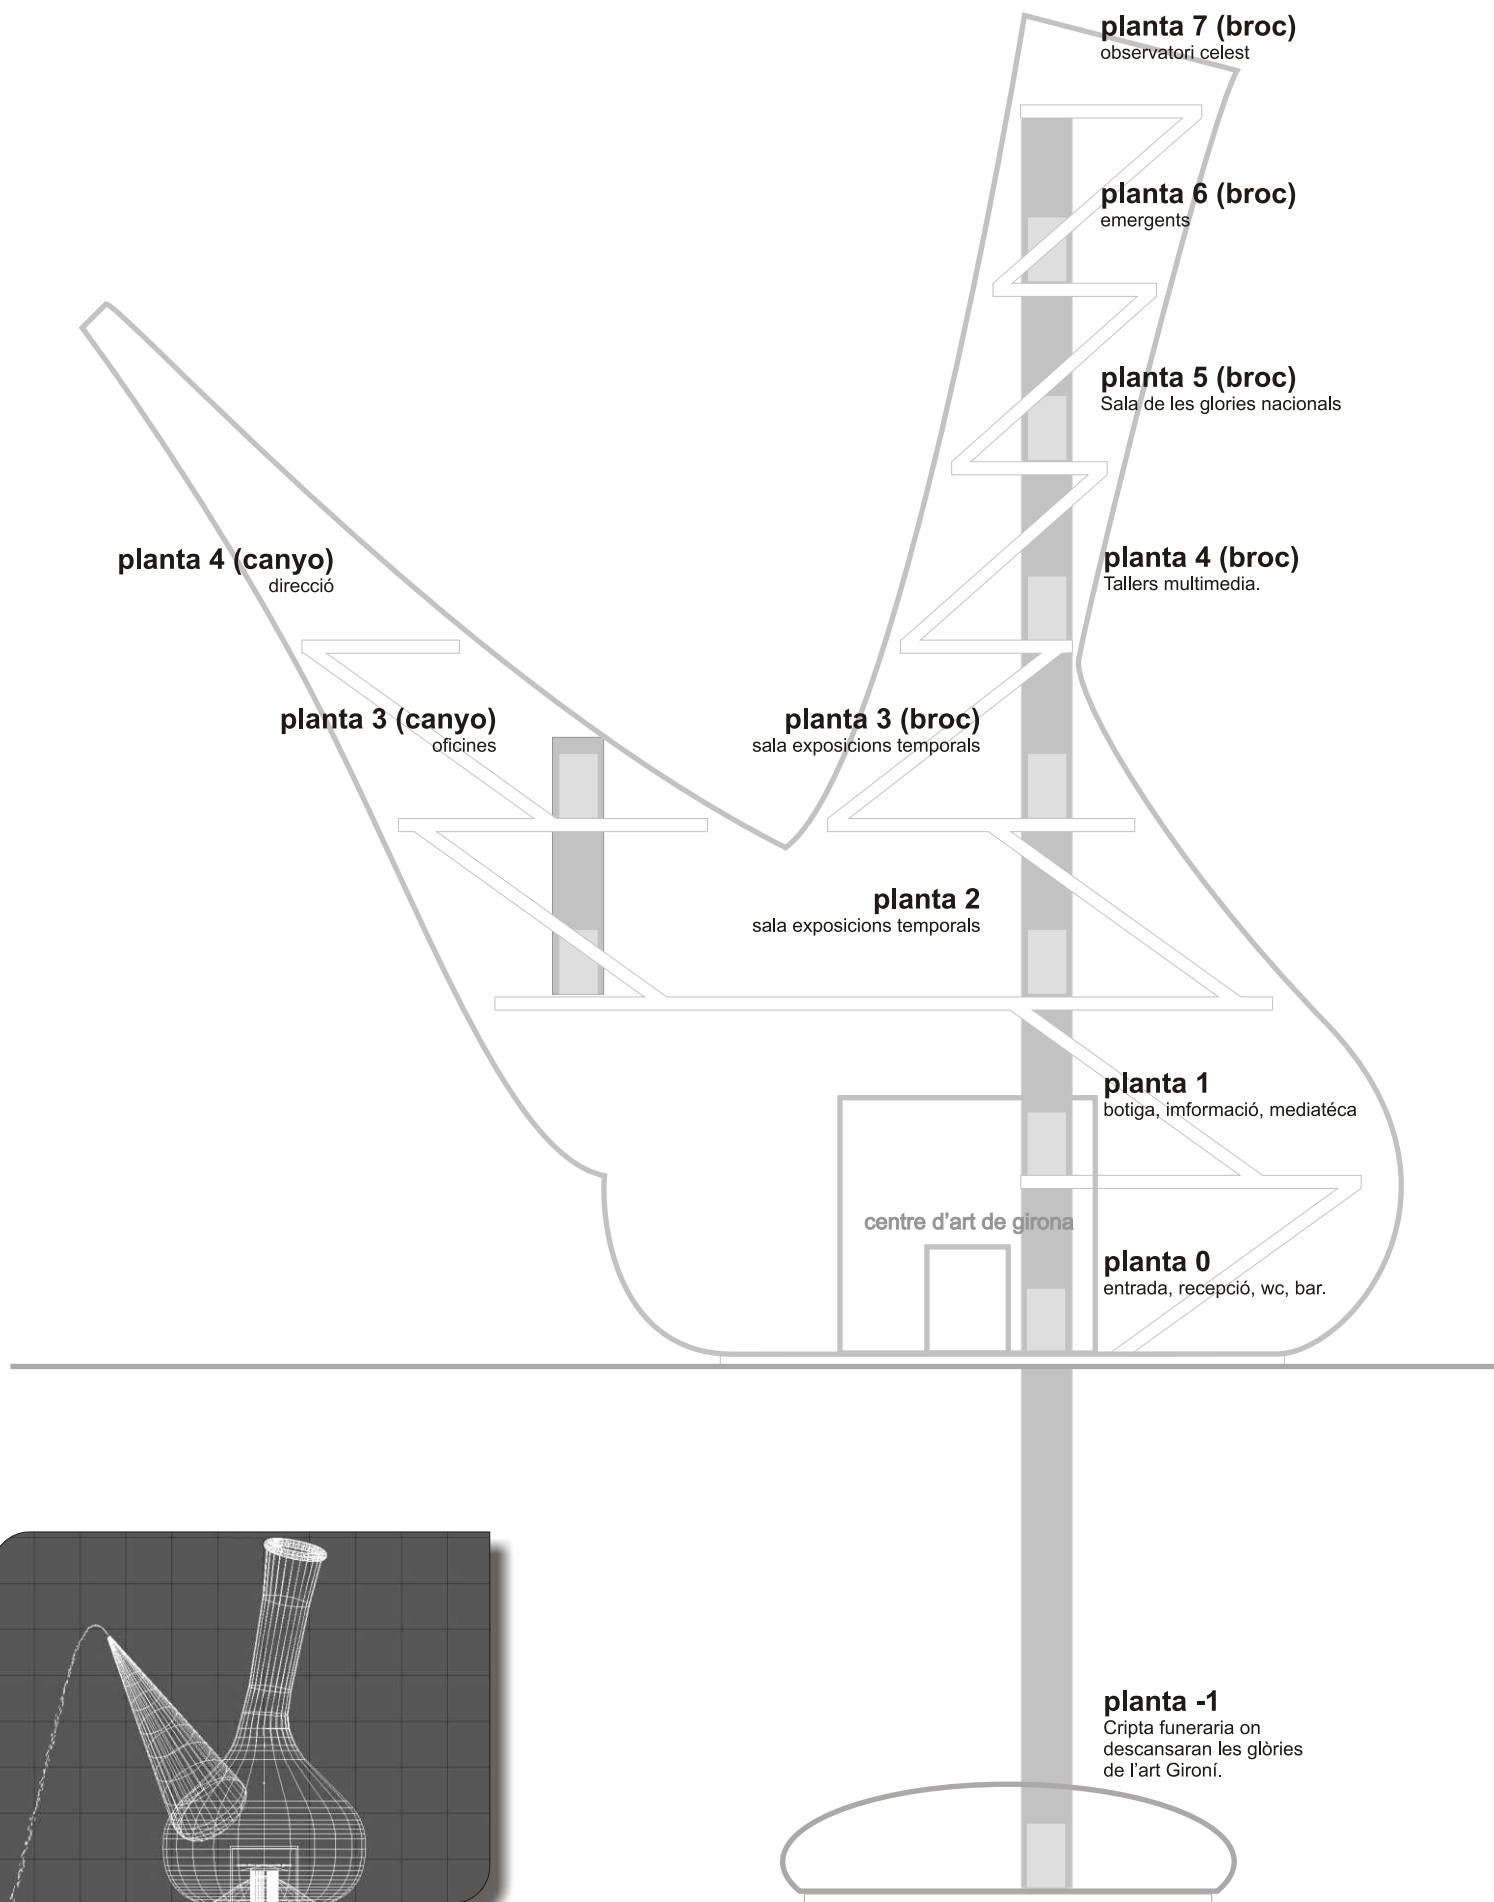 planta 7 (broc)
observatori celest
planta 6 (broc)
emergents
planta 5 (broc)
Sala de les glories nacionals
planta 4 (canyo)
direcció
planta 4 (broc)
Tallers multimedia.
planta 3 (canyo)
oficines
planta 3 (broc)
sala exposicions temporals
planta 2
sala exposicions temporals
planta 1
botiga, imformació, mediatéca
centre d'art de girona
planta 0
entrada, recepció, wc, bar.
planta -1
Cripta funeraria on
descansaran les glòries
de l'art Gironí.